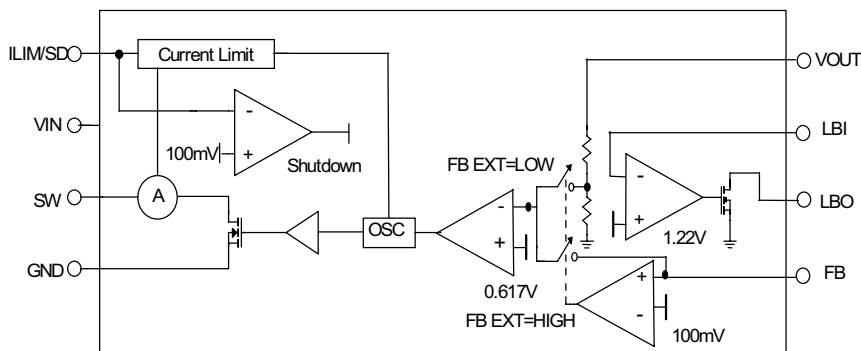 ILIM/SD
Current Limit
VOUT
VIN
-
+
100mV
Shutdown
LBI
FB EXT=LOW
SW
A
-
+
LBO
1.22V
OSC
-
+
0.617V
GND
FB
+
-
FB EXT=HIGH
100mV